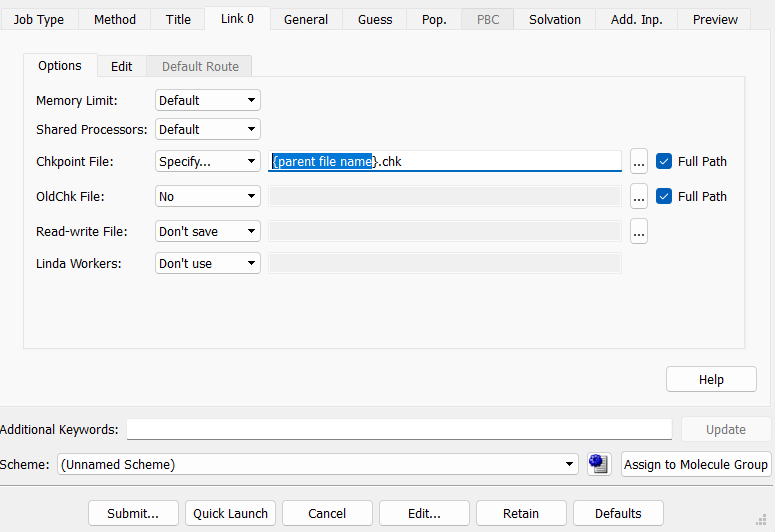 Job Type Method Title Link 0 General Guess Pop. PBC Solvation Add. Inp. Preview
Options Edit Default Route
Memory Limit: Default
Shared Processors: Default
Chkpoint File: Specify... {parent file name}.chk ... Full Path
OldChk File: No ... Full Path
Read-write File: Don't save ...
Linda Workers: Don't use
Help
Additional Keywords: Update
Scheme: (Unnamed Scheme) Assign to Molecule Group
Submit... Quick Launch Cancel Edit... Retain Defaults